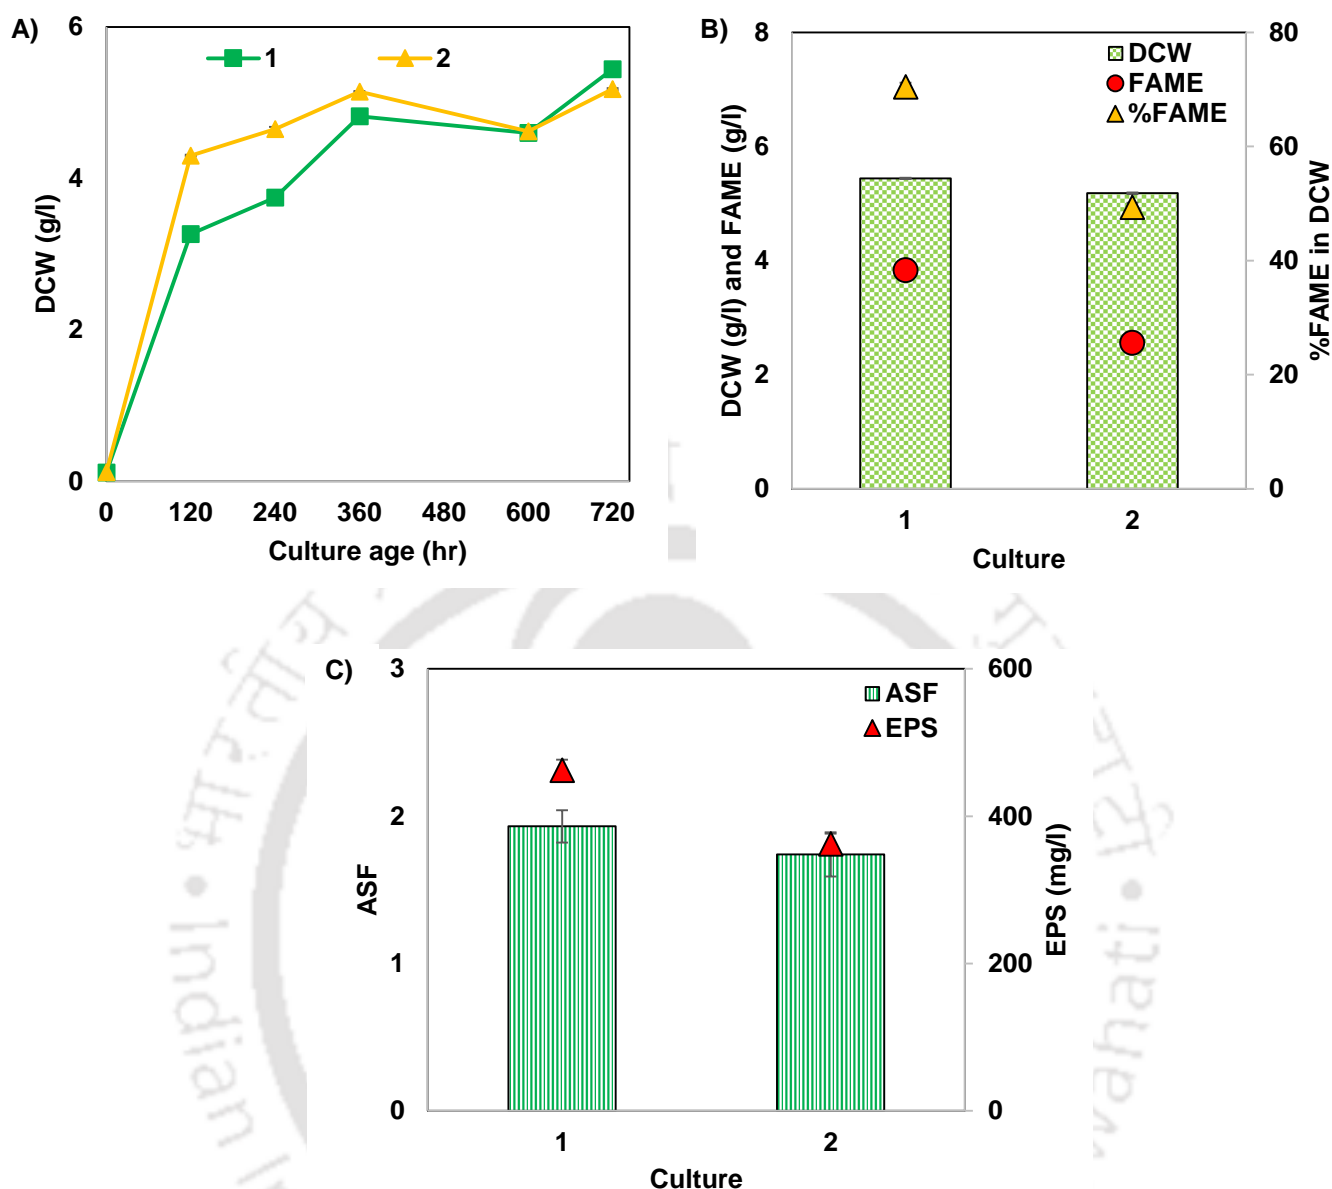 A)
6
4
2
0
DCW (g/l)
1
2
0 120 240 360 480 600 720
Culture age (hr)
B)
8
6
4
2
0
DCW (g/l) and FAME (g/l)
DCW
FAME
%FAME
80
60
40
20
0
%FAME in DCW
1 2
Culture
C)
3
2
1
0
ASF
ASF
EPS
600
400
200
0
EPS (mg/l)
1 2
Culture
Indian